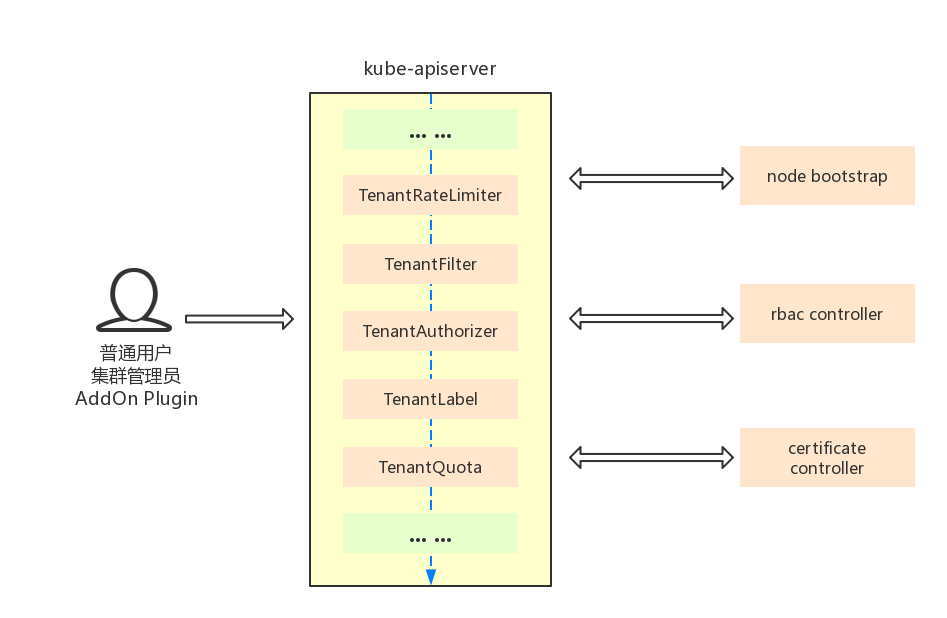 kube-apiserver
... ...
TenantRateLimiter
TenantFilter
TenantAuthorizer
TenantLabel
TenantQuota
... ...
普通用户
集群管理员
AddOn Plugin
node bootstrap
rbac controller
certificate
controller